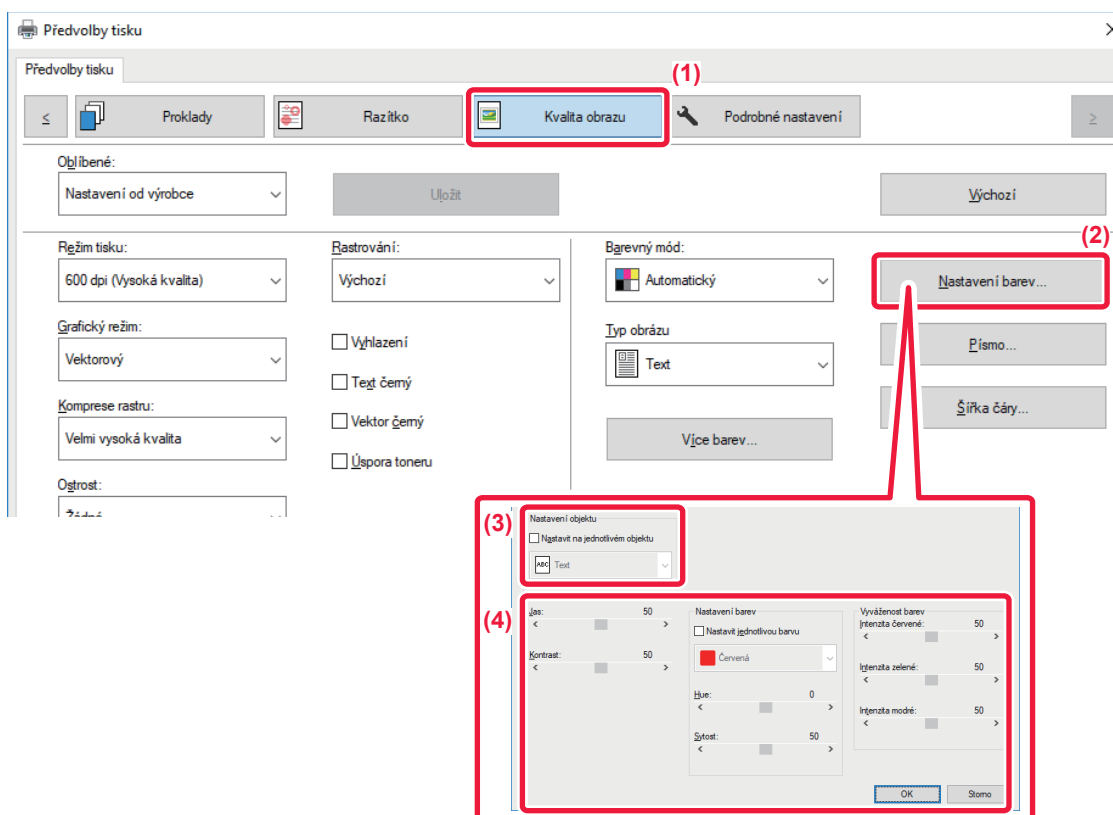 Předvolby tisku
Předvolby tisku
(1)
<
Proklady
Razítko
Kvalita obrazu
Podrobné nastavení
>
Oblíbené:
Nastavení od výrobce
Uložit
Výchozí
(2)
Režim tisku:
600 dpi (Vysoká kvalita)
Rastrování:
Výchozí
Barevný mód:
Automatický
Nastavení barev...
Grafický režim:
Vektorový
Vyhlazení
Text černý
Typ obrázu
Text
Písmo...
Komprese rastru:
Velmi vysoká kvalita
Vektor černý
Úspora toneru
Více barev...
Šířka čáry...
Ostrost:
Žádné
(3)
Nastavení objektu
Nastavit na jednotlivém objektu
ABC Text
(4)
Jas: 50
< >
Kontrast: 50
< >
Nastavení barev
Nastavit jednotlivou barvu
Červená
Hue: 0
< >
Sytost: 50
< >
Vyváženost barev
Intenzita červené: 50
< >
Intenzita zelené: 50
< >
Intenzita modré: 50
< >
OK
Storno